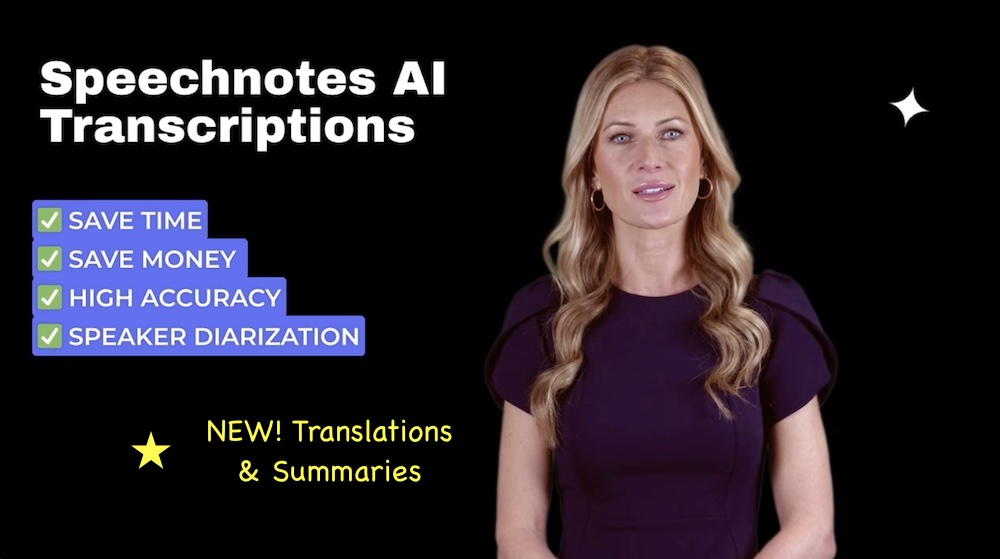 Speechnotes AI
Transcriptions
✅ SAVE TIME
✅ SAVE MONEY
✅ HIGH ACCURACY
✅ SPEAKER DIARIZATION
NEW! Translations
& Summaries